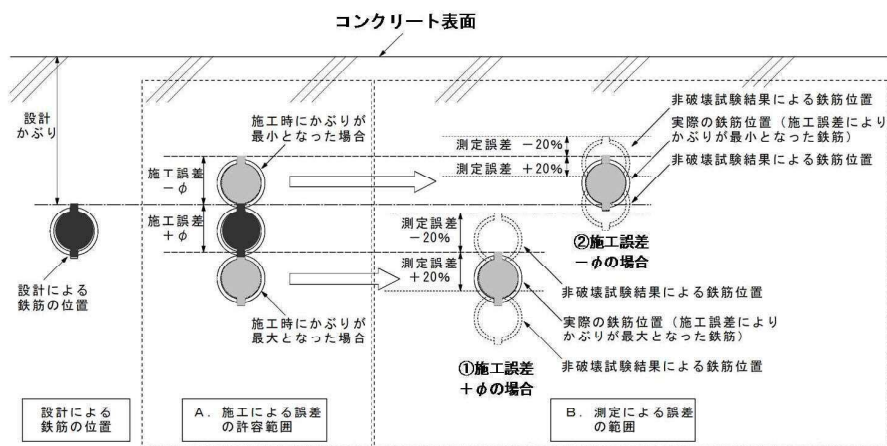 コンクリート表面
設計
かぶり
施工時にかぶりが
最小となった場合
施工誤差
－φ
施工誤差
＋φ
設計による
鉄筋の位置
施工時にかぶりが
最大となった場合
測定誤差 －20%
測定誤差 ＋20%
測定誤差
－20%
測定誤差
＋20%
非破壊試験結果による鉄筋位置
実際の鉄筋位置（施工誤差により
かぶりが最小となった鉄筋）
非破壊試験結果による鉄筋位置
②施工誤差
－φの場合
非破壊試験結果による鉄筋位置
実際の鉄筋位置（施工誤差により
かぶりが最大となった鉄筋）
非破壊試験結果による鉄筋位置
①施工誤差
＋φの場合
設計による
鉄筋の位置
A．施工による誤差
の許容範囲
B．測定による誤差
の範囲